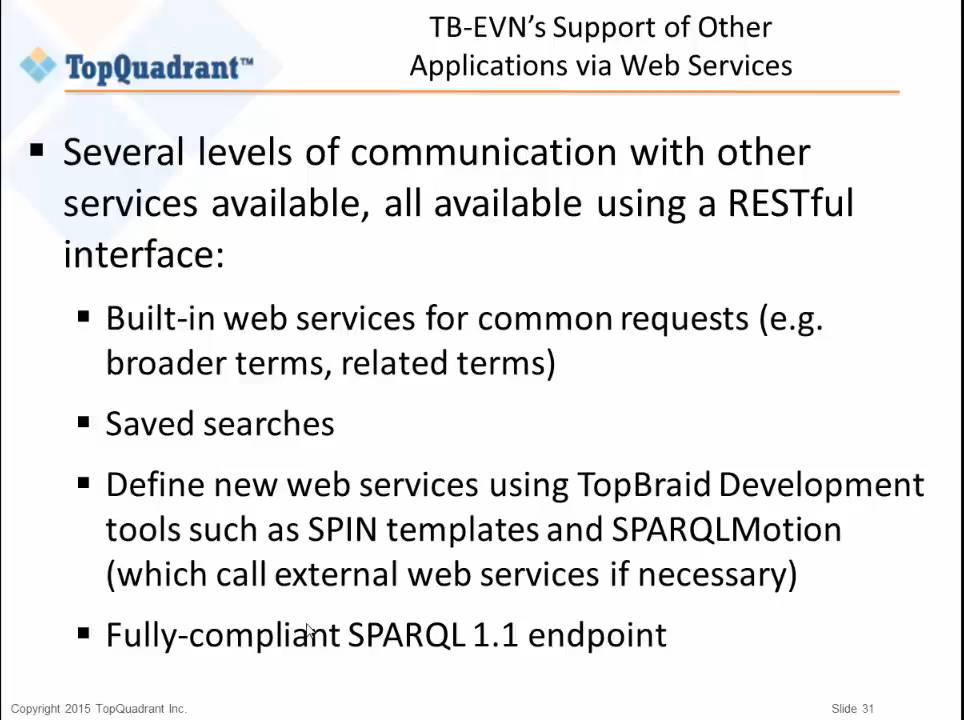 TB-EVN's Support of Other
TopQuadrant™ Applications via Web Services
▪ Several levels of communication with other
services available, all available using a RESTful
interface:
▪ Built-in web services for common requests (e.g.
broader terms, related terms)
▪ Saved searches
▪ Define new web services using TopBraid Development
tools such as SPIN templates and SPARQLMotion
(which call external web services if necessary)
▪ Fully-compliant SPARQL 1.1 endpoint
Copyright 2015 TopQuadrant Inc. Slide 31